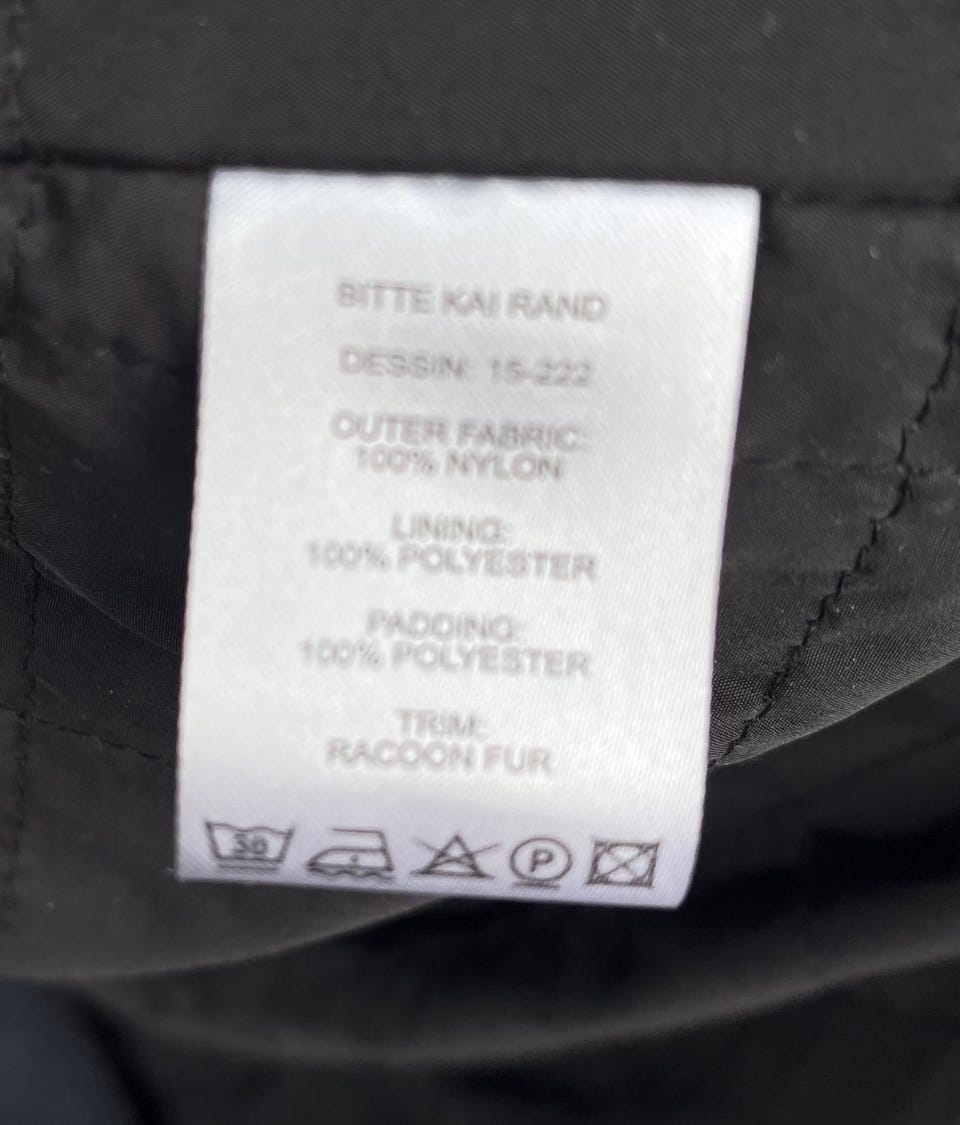 BITTE KAI RAND
DESSIN: 15-222
OUTER FABRIC:
100% NYLON
LINING:
100% POLYESTER
PADDING:
100% POLYESTER
TRIM:
RACOON FUR
30
P